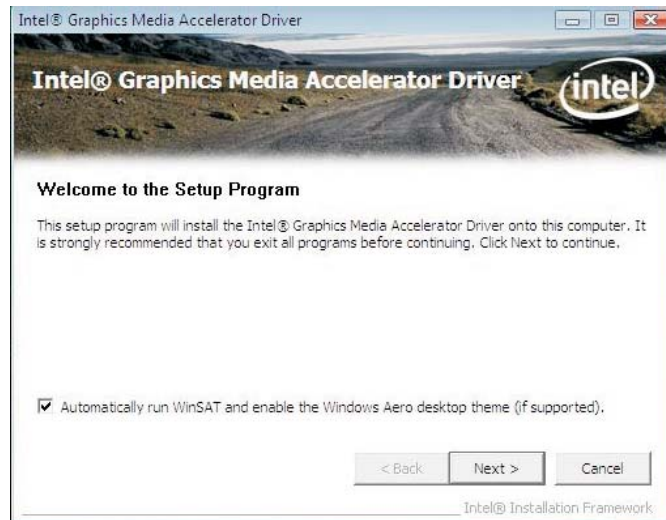 Intel® Graphics Media Accelerator Driver
Intel® Graphics Media Accelerator Driver
intel
Welcome to the Setup Program
This setup program will install the Intel® Graphics Media Accelerator Driver onto this computer. It
is strongly recommended that you exit all programs before continuing. Click Next to continue.
Automatically run WinSAT and enable the Windows Aero desktop theme (if supported).
< Back Next > Cancel
Intel® Installation Framework